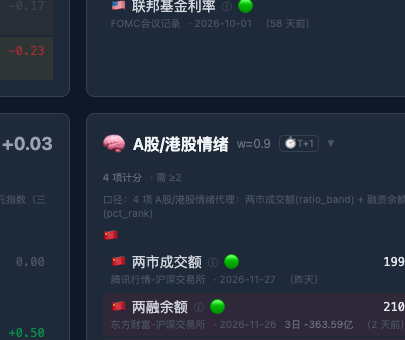 -0.17
-0.23
联邦基金利率 ⓘ
FOMC会议记录 · 2026-10-01 (58 天前)
+0.03
元指数（三
0.00
+0.50
A股/港股情绪 w=0.9 ⏱T+1 ▼
4 项计分 · 需 ≥2
口径：4 项 A股/港股情绪代理：两市成交额(ratio_band) + 融资余额
(pct_rank)
两市成交额 ⓘ 199
腾讯行情-沪深交易所 · 2026-11-27 (昨天)
两融余额 ⓘ 210
东方财富-沪深交易所 · 2026-11-26 3日 -363.59亿 (2 天前)